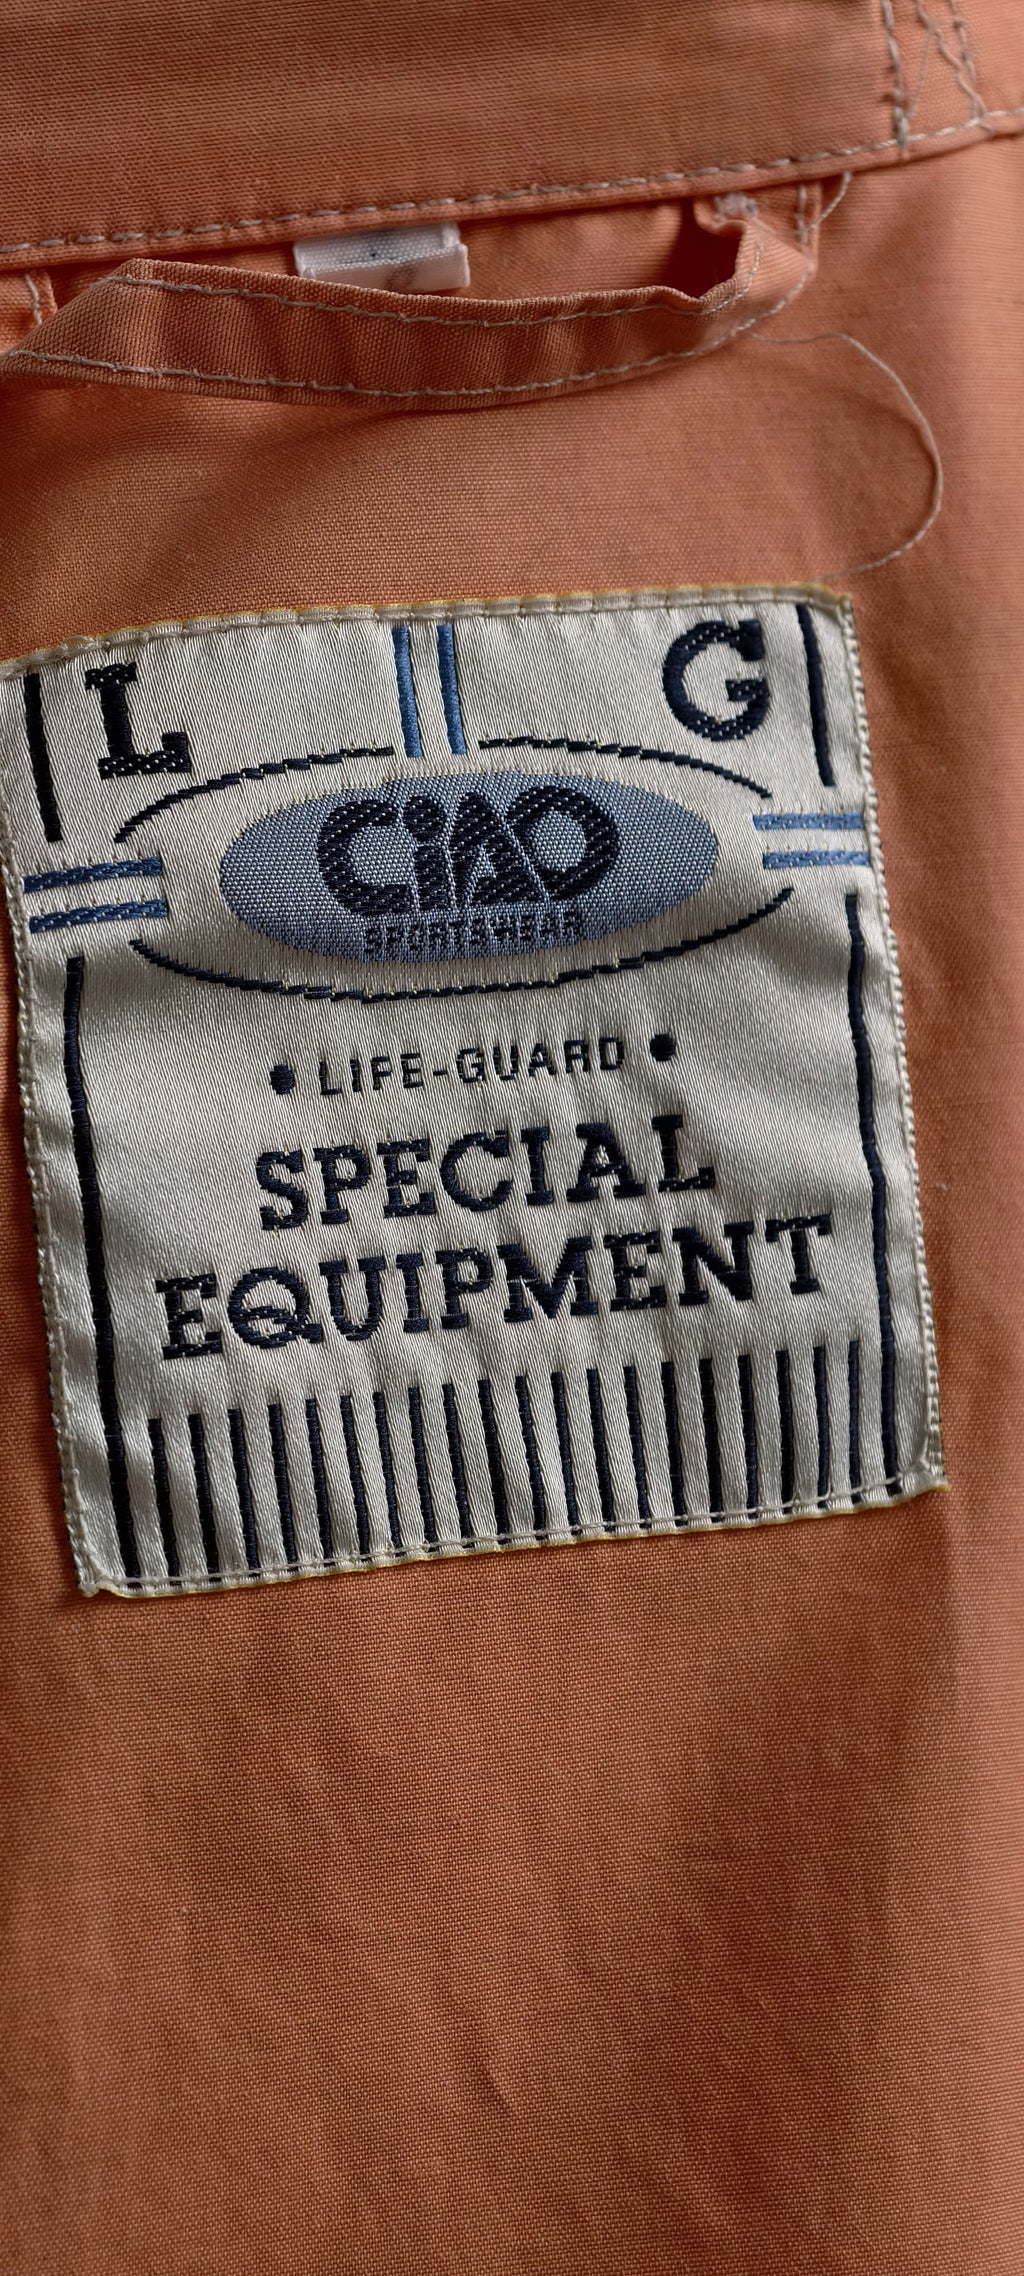 L G
CIAO
SPORTSWEAR
• LIFE-GUARD •
SPECIAL
EQUIPMENT